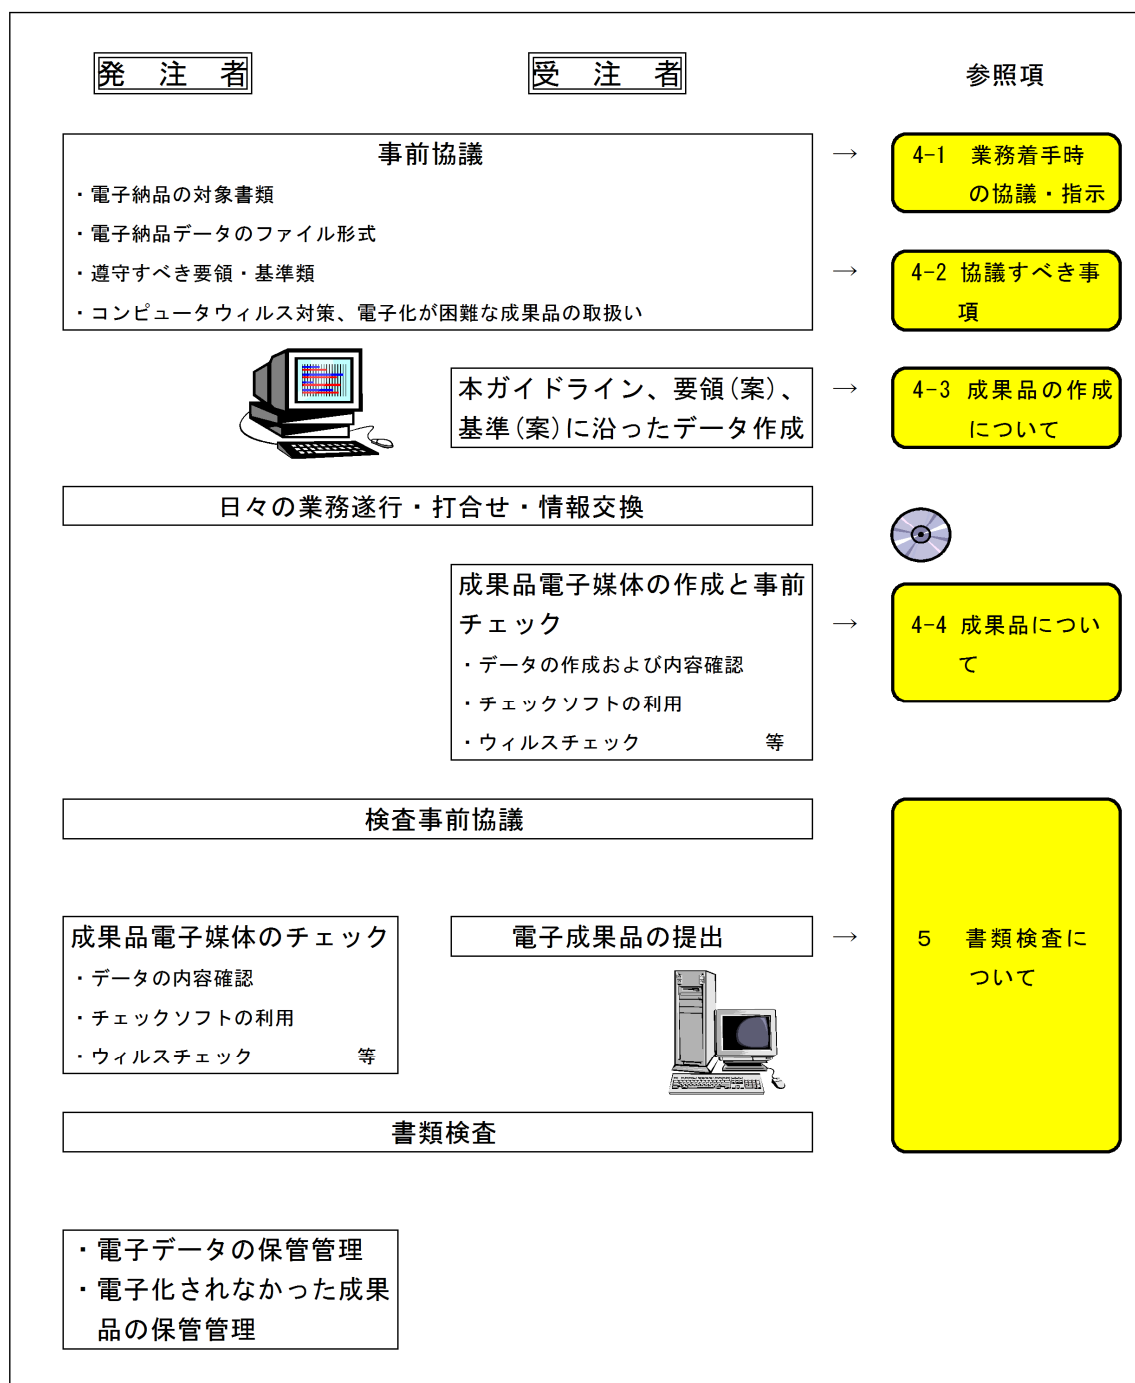 発 注 者
受 注 者
参照項
事前協議
・電子納品の対象書類
・電子納品データのファイル形式
・遵守すべき要領・基準類
・コンピュータウィルス対策、電子化が困難な成果品の取扱い
→
4-1 業務着手時
の協議・指示
→
4-2 協議すべき事
項
本ガイドライン、要領(案)、
基準(案)に沿ったデータ作成
→
4-3 成果品の作成
について
日々の業務遂行・打合せ・情報交換
成果品電子媒体の作成と事前
チェック
・データの作成および内容確認
・チェックソフトの利用
・ウィルスチェック 等
→
4-4 成果品につい
て
検査事前協議
成果品電子媒体のチェック
・データの内容確認
・チェックソフトの利用
・ウィルスチェック 等
電子成果品の提出
→
5 書類検査に
ついて
書類検査
・電子データの保管管理
・電子化されなかった成果
品の保管管理